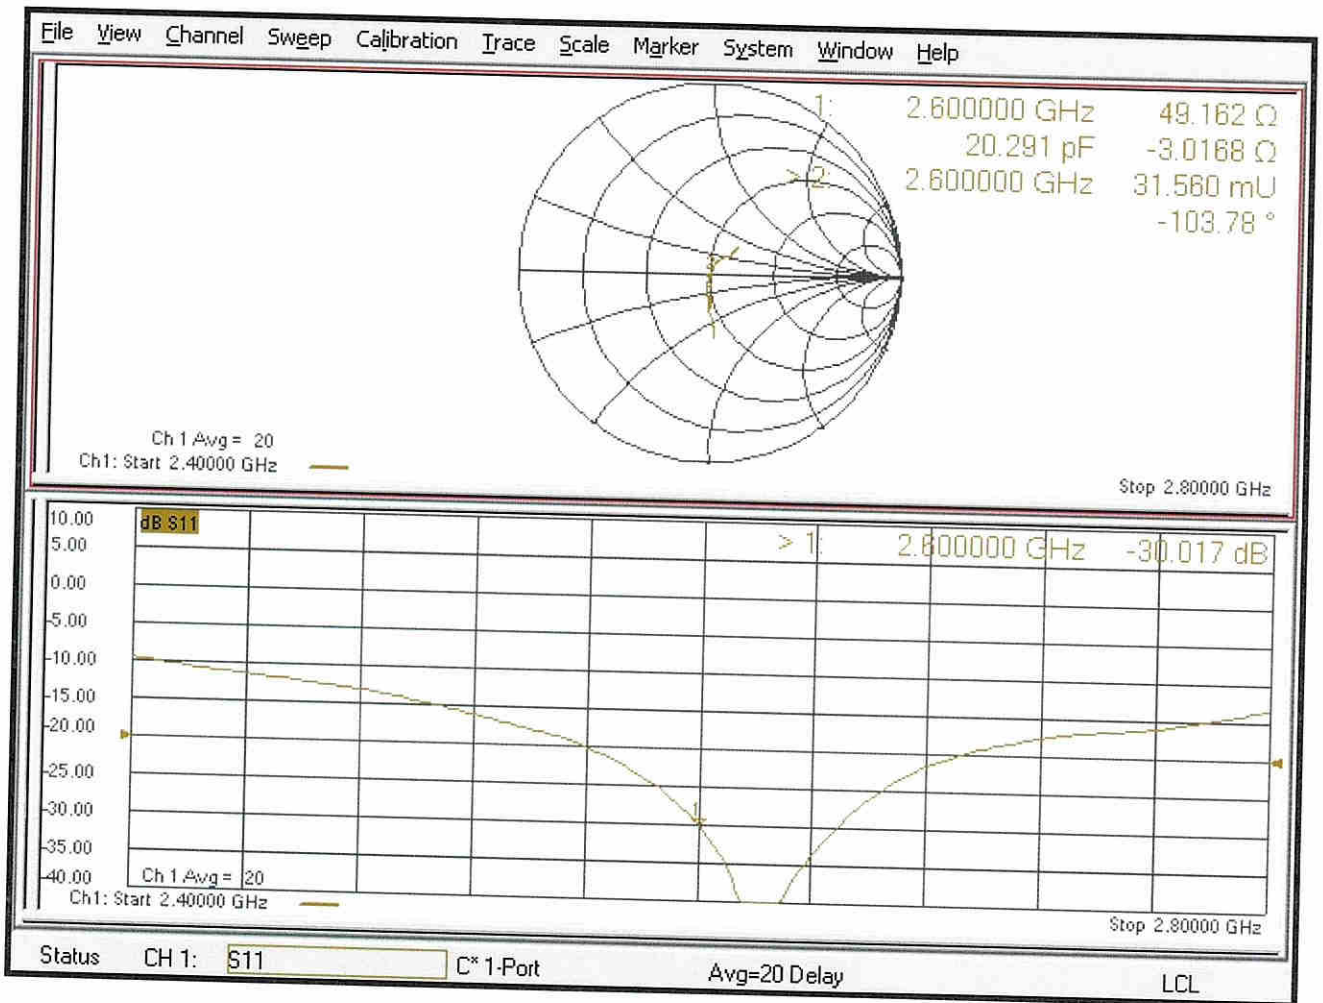 File View Channel Sweep Calibration Trace Scale Marker System Window Help
1: 2.600000 GHz 49.162 Ω
20.291 pF -3.0168 Ω
> 2: 2.600000 GHz 31.560 mU
-103.78 °
Ch 1 Avg = 20
Ch1: Start 2.40000 GHz
Stop 2.80000 GHz
10.00
dB S11
> 1: 2.600000 GHz -30.017 dB
5.00
0.00
-5.00
-10.00
-15.00
-20.00
-25.00
-30.00
1
-35.00
-40.00
Ch 1 Avg = 20
Ch1: Start 2.40000 GHz
Stop 2.80000 GHz
Status CH 1: S11 C* 1-Port Avg=20 Delay LCL